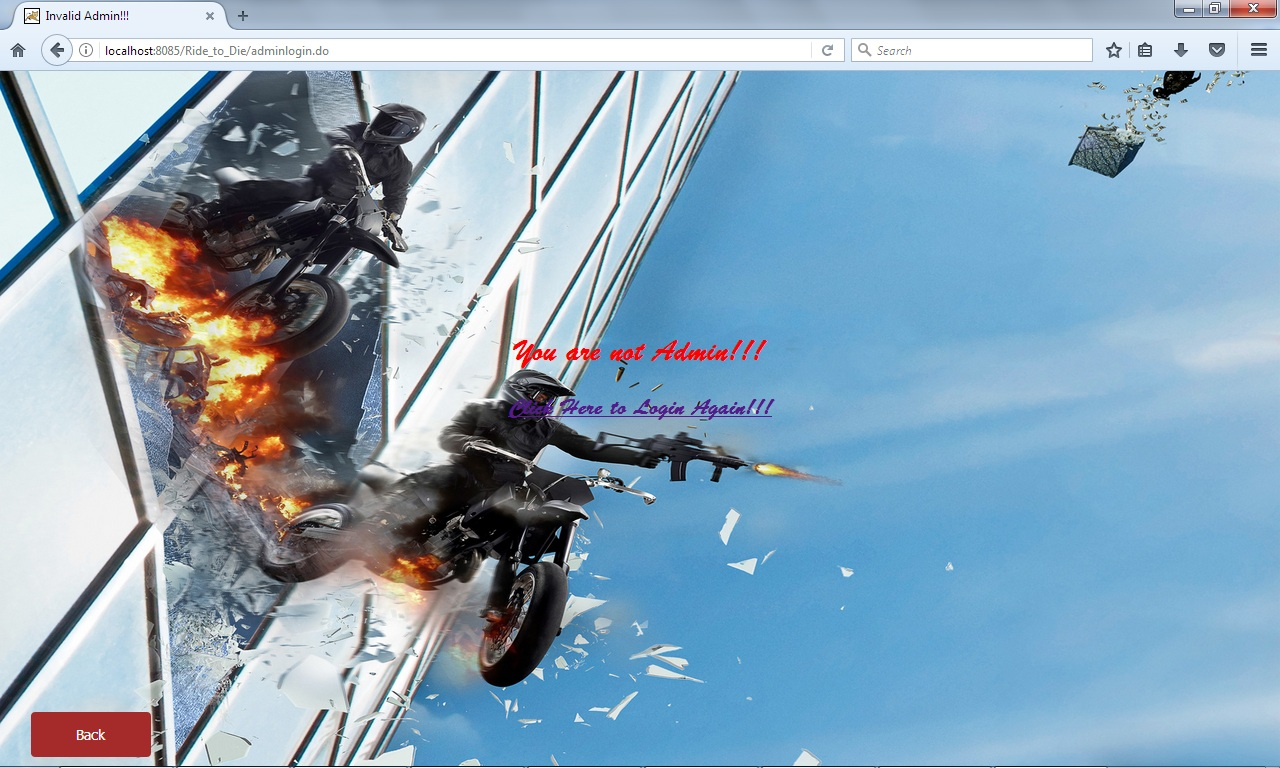 Invalid Admin!!!
localhost:8085/Ride_to_Die/adminlogin.do
Search
You are not Admin!!!
Click Here to Login Again!!!
Back